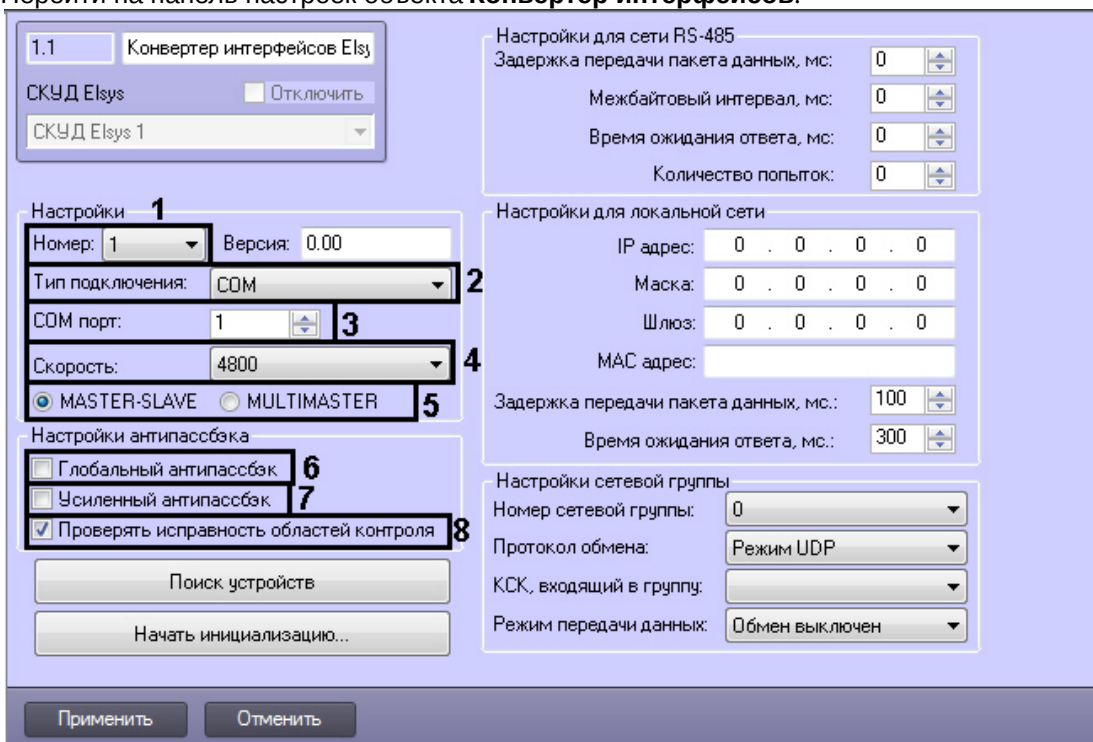 Перейти на панель настроек объекта Конвертер интерфейсов.
1.1 Конвертер интерфейсов Elsy
СКУД Elsys Отключить
СКУД Elsys 1
Настройки 1
Номер: 1 Версия: 0.00
Тип подключения: COM 2
COM порт: 1 3
Скорость: 4800 4
MASTER-SLAVE MULTIMASTER 5
Настройки антипассбэка
Глобальный антипассбэк 6
Усиленный антипассбэк 7
Проверять исправность областей контроля 8
Поиск устройств
Начать инициализацию...
Настройки для сети RS-485
Задержка передачи пакета данных, мс: 0
Межбайтовый интервал, мс: 0
Время ожидания ответа, мс: 0
Количество попыток: 0
Настройки для локальной сети
IP адрес: 0 . 0 . 0 . 0
Маска: 0 . 0 . 0 . 0
Шлюз: 0 . 0 . 0 . 0
MAC адрес:
Задержка передачи пакета данных, мс.: 100
Время ожидания ответа, мс.: 300
Настройки сетевой группы
Номер сетевой группы: 0
Протокол обмена: Режим UDP
КСК, входящий в группу:
Режим передачи данных: Обмен выключен
Применить Отменить